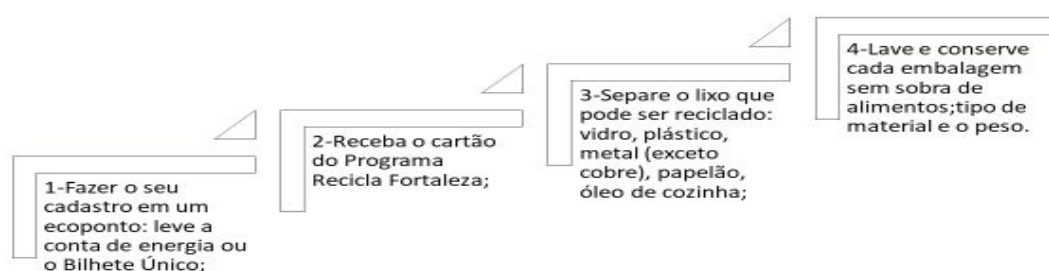 1-Fazer o seu
cadastro em um
ecoponto: leve a
conta de energia ou
o Bilhete Único;
2-Receba o cartão
do Programa
Recicla Fortaleza;
3-Separe o lixo que
pode ser reciclado:
vidro, plástico,
metal (exceto
cobre), papelão,
óleo de cozinha;
4-Lave e conserve
cada embalagem
sem sobra de
alimentos;tipo de
material e o peso.